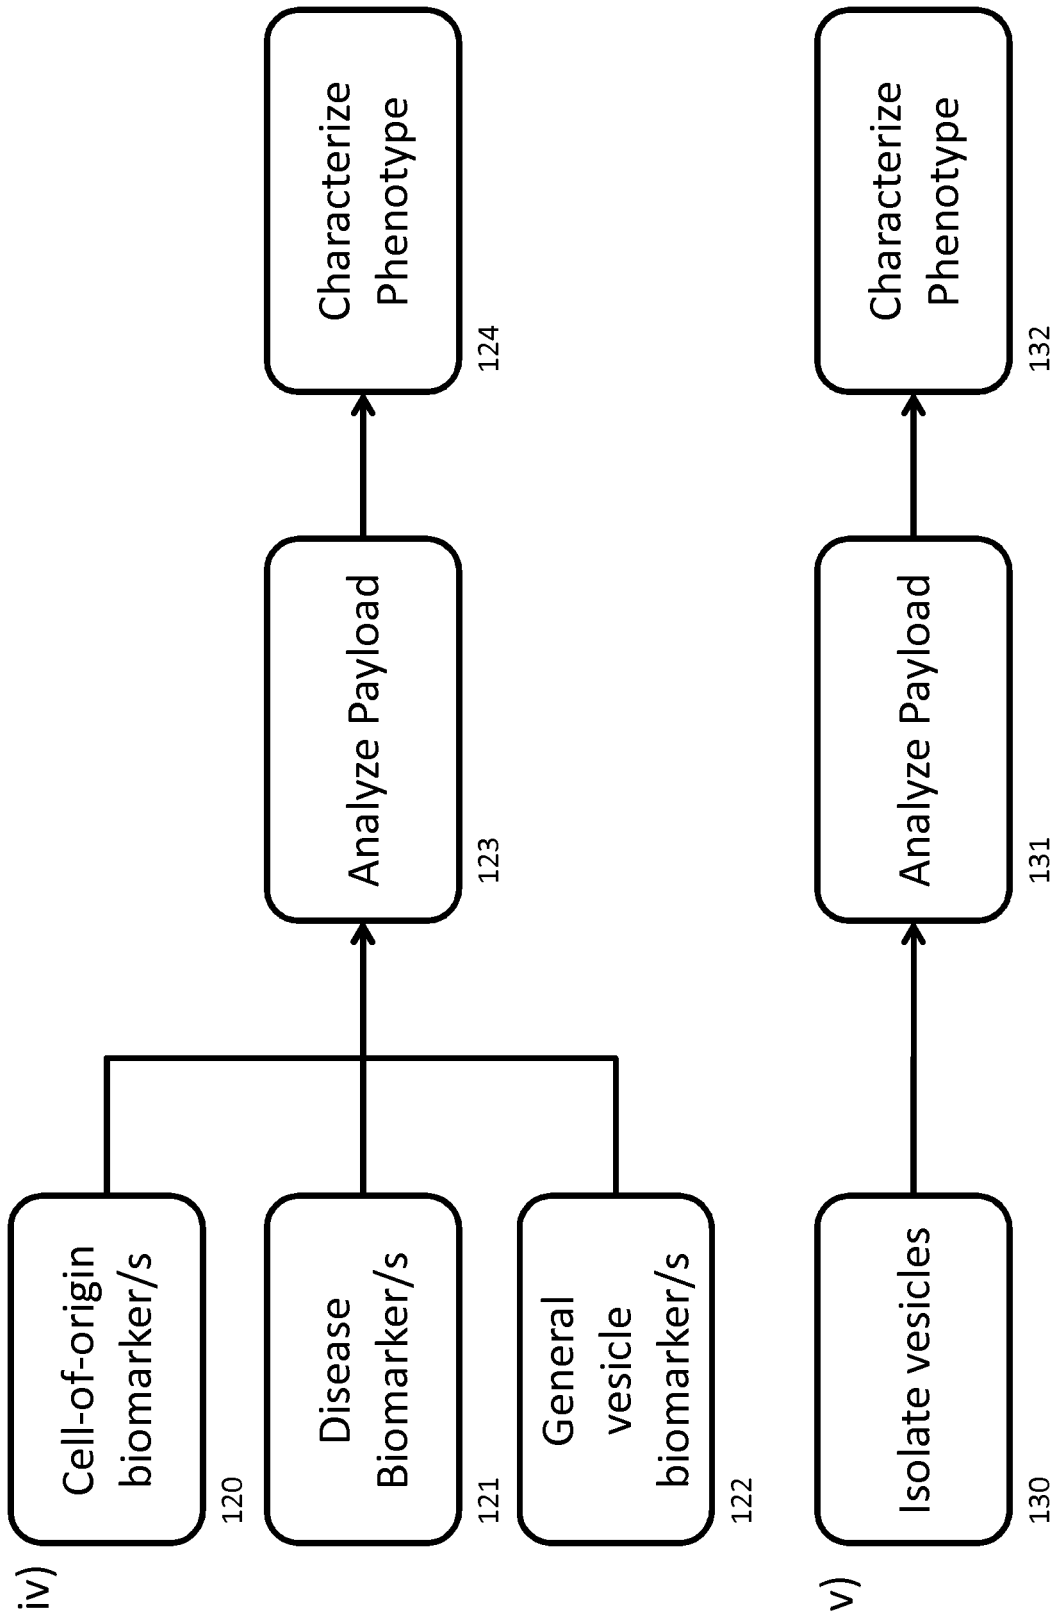 iv)
Cell-of-origin
biomarker/s
120
Disease
Biomarker/s
121
General
vesicle
biomarker/s
122
Analyze Payload
123
Characterize
Phenotype
124
v)
Isolate vesicles
130
Analyze Payload
131
Characterize
Phenotype
132